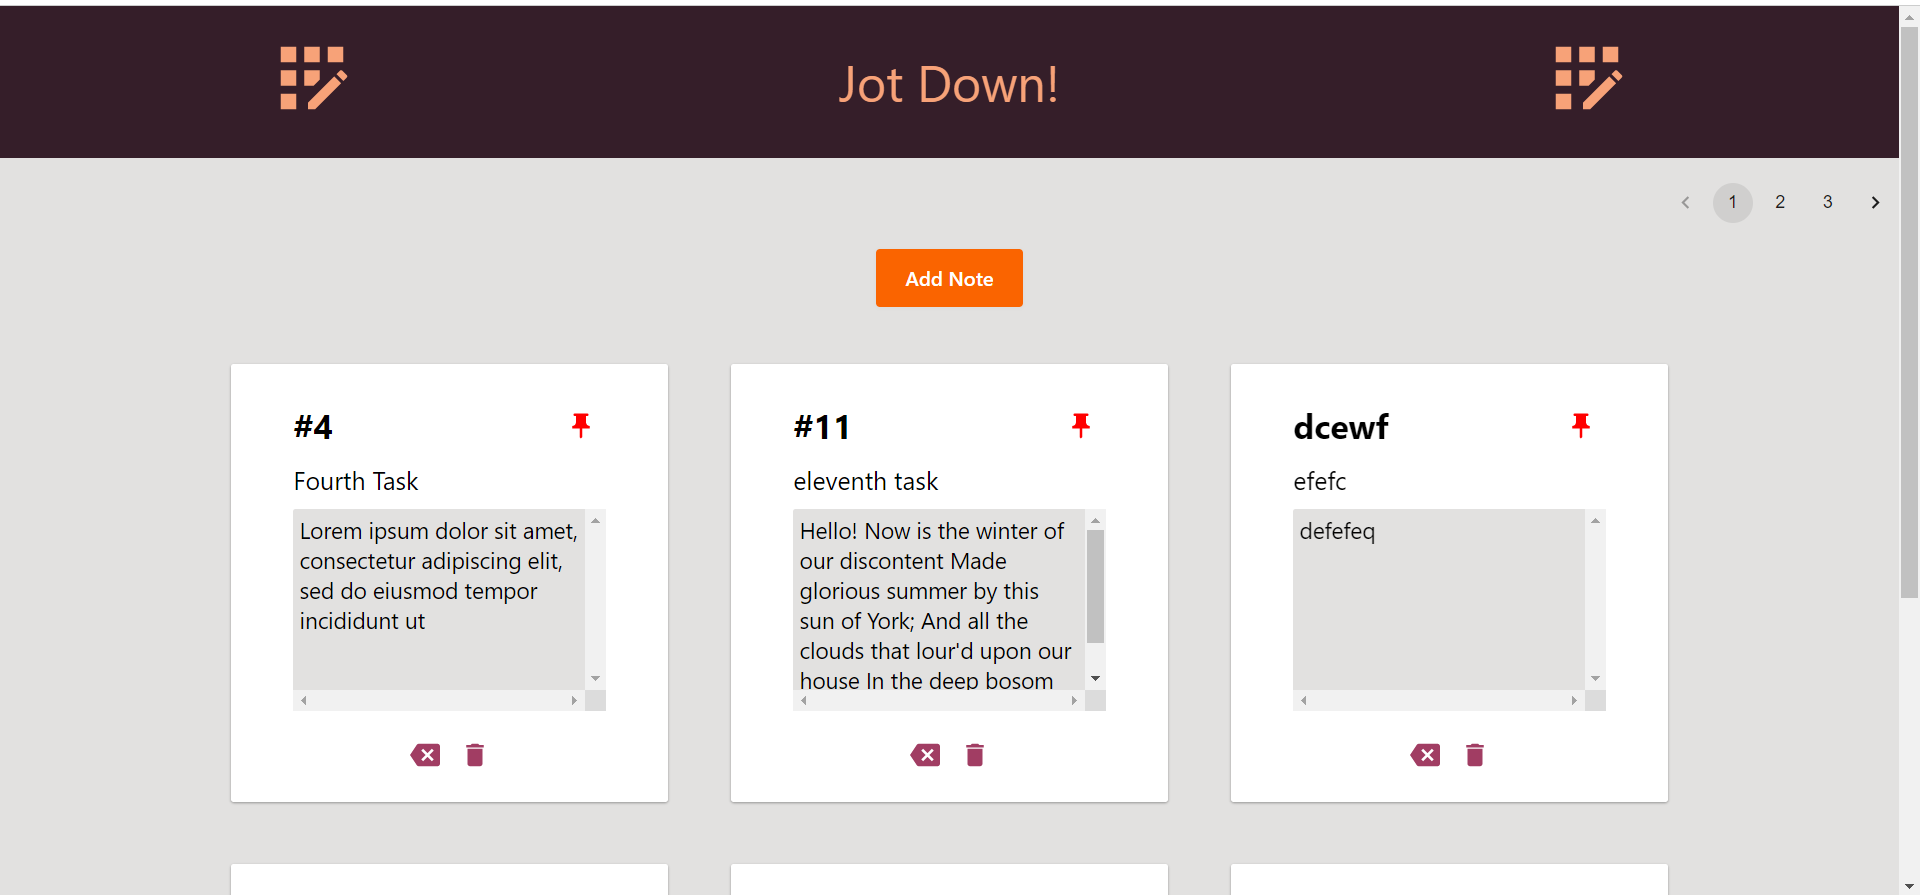 Jot Down!
1 2 3
Add Note
#4
Fourth Task
Lorem ipsum dolor sit amet,
consectetur adipiscing elit,
sed do eiusmod tempor
incididunt ut
#11
eleventh task
Hello! Now is the winter of
our discontent Made
glorious summer by this
sun of York; And all the
clouds that lour'd upon our
house In the deep bosom
dcewf
efefc
defefeq